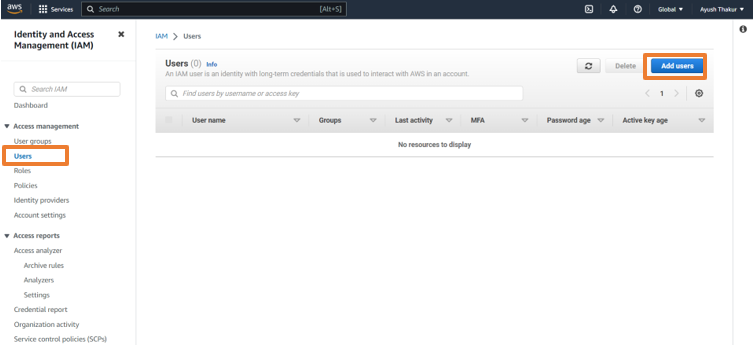 aws
Services
Search
[Alt+S]
Global
Ayush Thakur
Identity and Access
Management (IAM)
Search IAM
Dashboard
Access management
User groups
Users
Roles
Policies
Identity providers
Account settings
Access reports
Access analyzer
Archive rules
Analyzers
Settings
Credential report
Organization activity
Service control policies (SCPs)
IAM > Users
Users (0) Info
An IAM user is an identity with long-term credentials that is used to interact with AWS in an account.
Delete
Add users
Find users by username or access key
1
User name
Groups
Last activity
MFA
Password age
Active key age
No resources to display